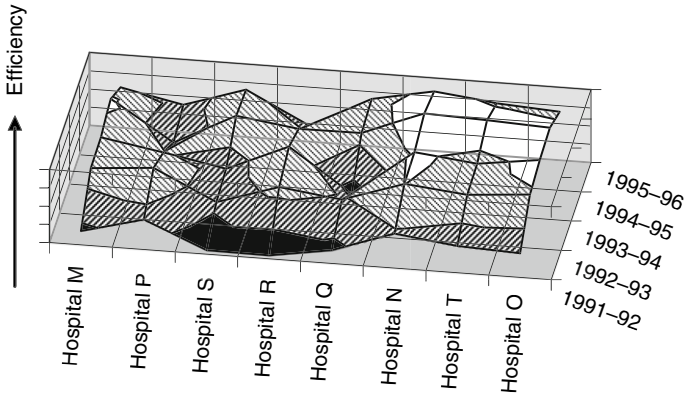 Efficiency
1995–96
1994–95
1993–94
1992–93
1991–92
Hospital M
Hospital P
Hospital S
Hospital R
Hospital Q
Hospital N
Hospital T
Hospital O